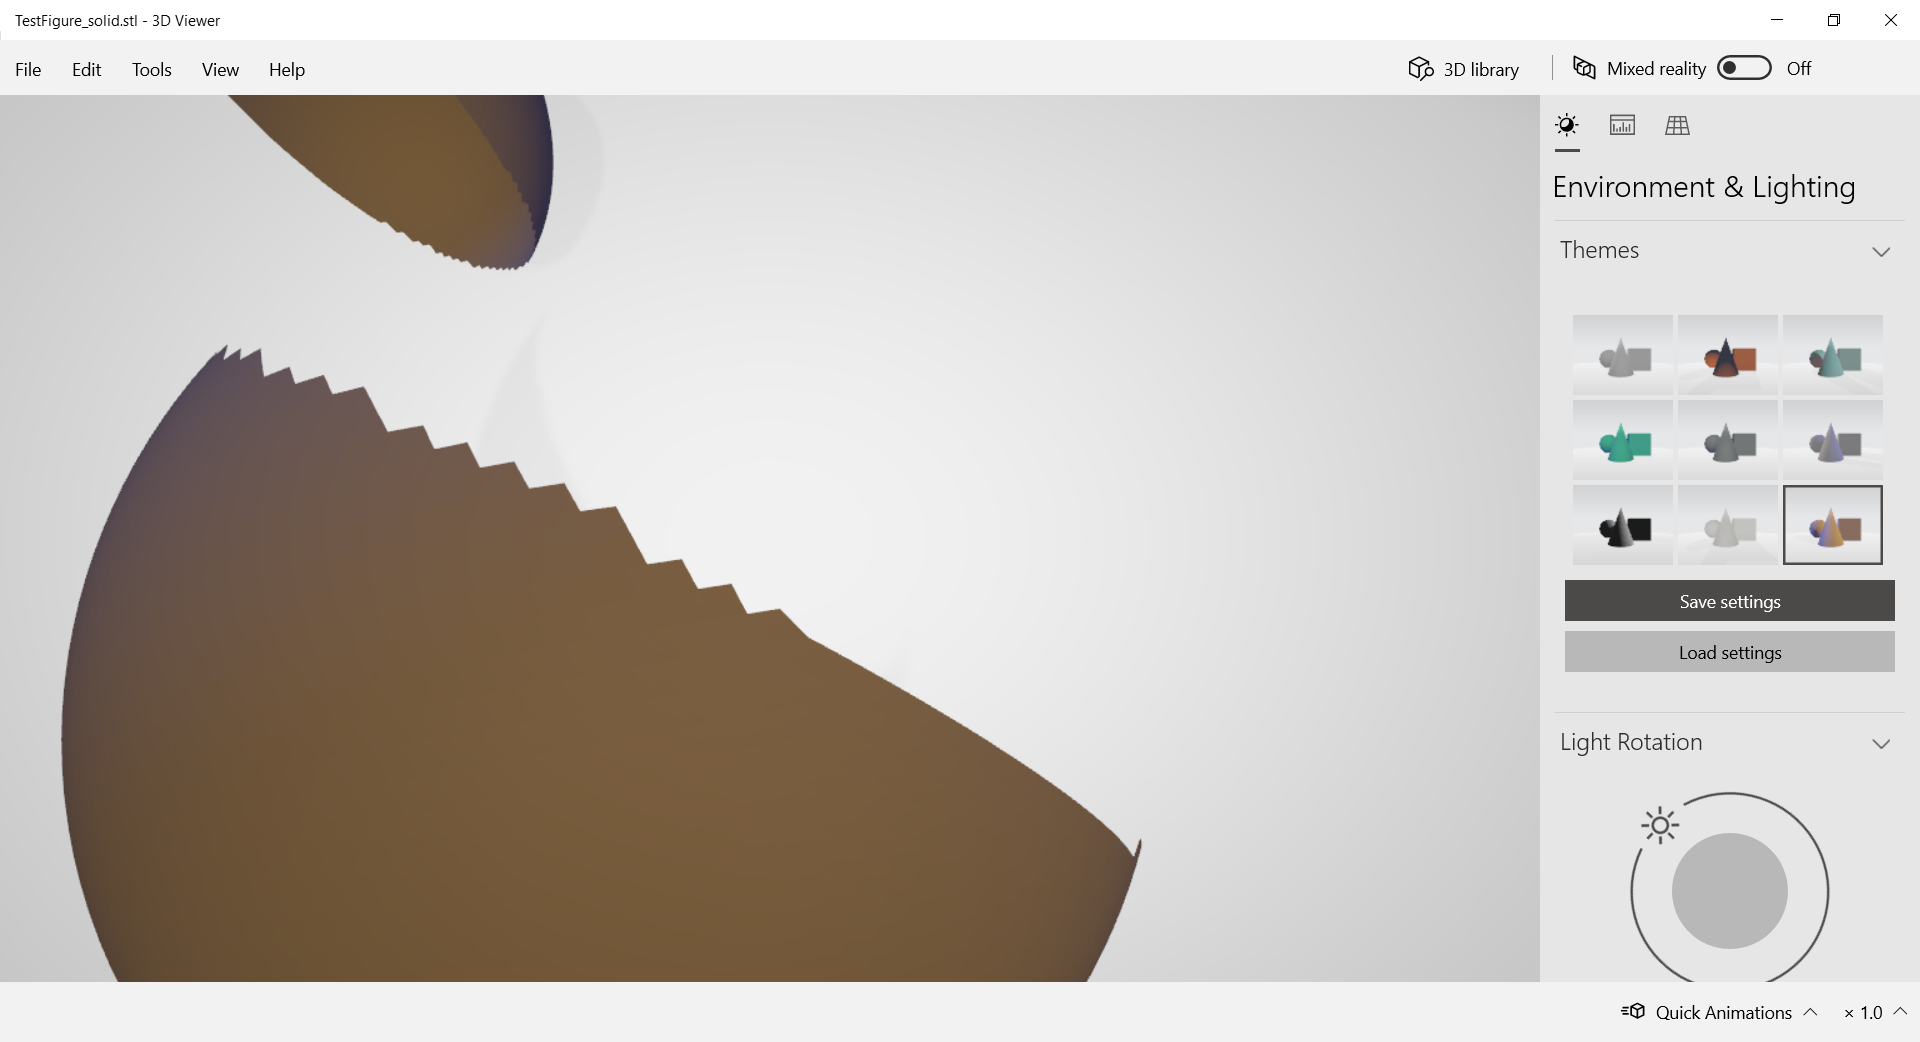 TestFigure_solid.stl - 3D Viewer
File Edit Tools View Help 3D library Mixed reality Off
Environment & Lighting
Themes
Save settings
Load settings
Light Rotation
Quick Animations × 1.0